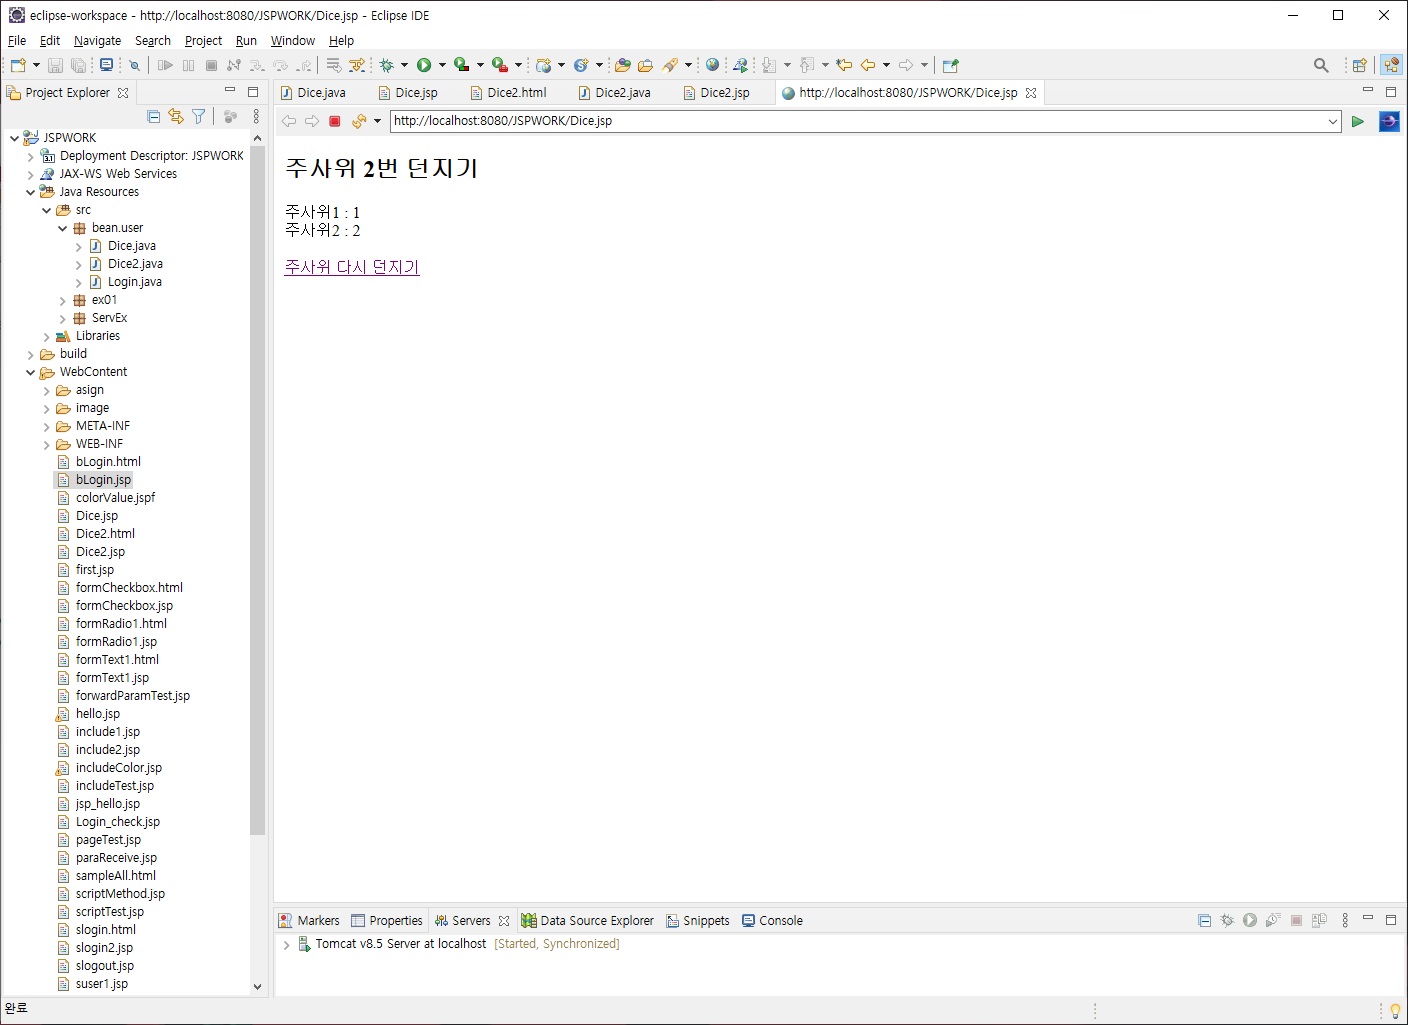 eclipse-workspace - http://localhost:8080/JSPWORK/Dice.jsp - Eclipse IDE
File Edit Navigate Search Project Run Window Help
Project Explorer
JSPWORK
Deployment Descriptor: JSPWORK
JAX-WS Web Services
Java Resources
src
bean.user
Dice.java
Dice2.java
Login.java
ex01
ServEx
Libraries
build
WebContent
asign
image
META-INF
WEB-INF
bLogin.html
bLogin.jsp
colorValue.jspf
Dice.jsp
Dice2.html
Dice2.jsp
first.jsp
formCheckbox.html
formCheckbox.jsp
formRadio1.html
formRadio1.jsp
formText1.html
formText1.jsp
forwardParamTest.jsp
hello.jsp
include1.jsp
include2.jsp
includeColor.jsp
includeTest.jsp
jsp_hello.jsp
Login_check.jsp
pageTest.jsp
paraReceive.jsp
sampleAll.html
scriptMethod.jsp
scriptTest.jsp
slogin.html
slogin2.jsp
slogout.jsp
suser1.jsp
Dice.java Dice.jsp Dice2.html Dice2.java Dice2.jsp http://localhost:8080/JSPWORK/Dice.jsp
http://localhost:8080/JSPWORK/Dice.jsp
주사위 2번 던지기
주사위1 : 1
주사위2 : 2
주사위 다시 던지기
Markers Properties Servers Data Source Explorer Snippets Console
Tomcat v8.5 Server at localhost [Started, Synchronized]
완료